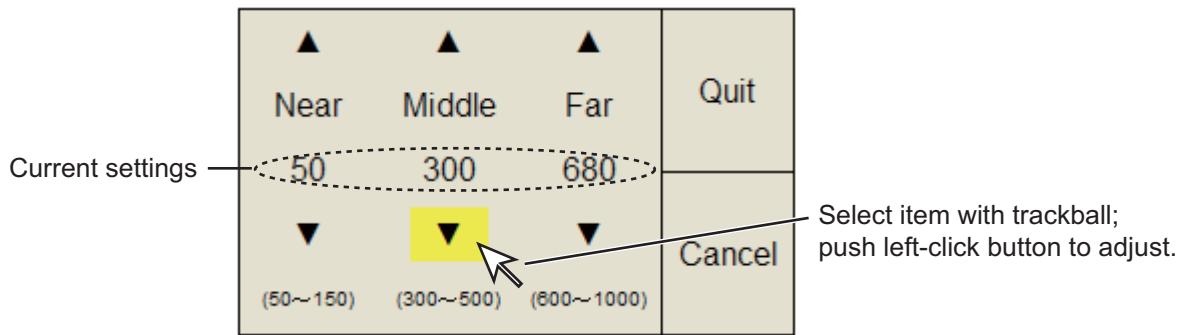 ▲ ▲ ▲
Near Middle Far
Quit
Current settings
50 300 680
▼ ▼ ▼
Select item with trackball;
push left-click button to adjust.
Cancel
(50～150) (300～500) (600～1000)